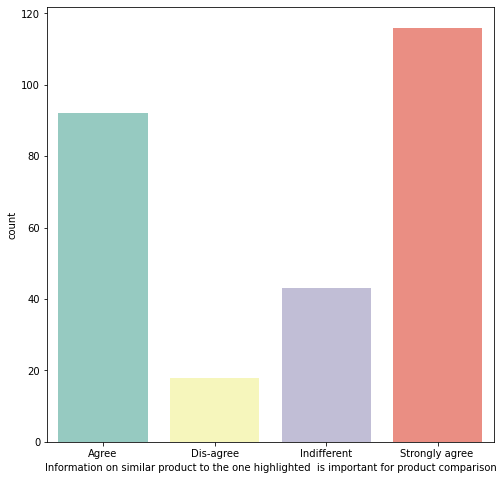 120
100
80
60
40
20
0
count
Agree Dis-agree Indifferent Strongly agree
Information on similar product to the one highlighted  is important for product comparison